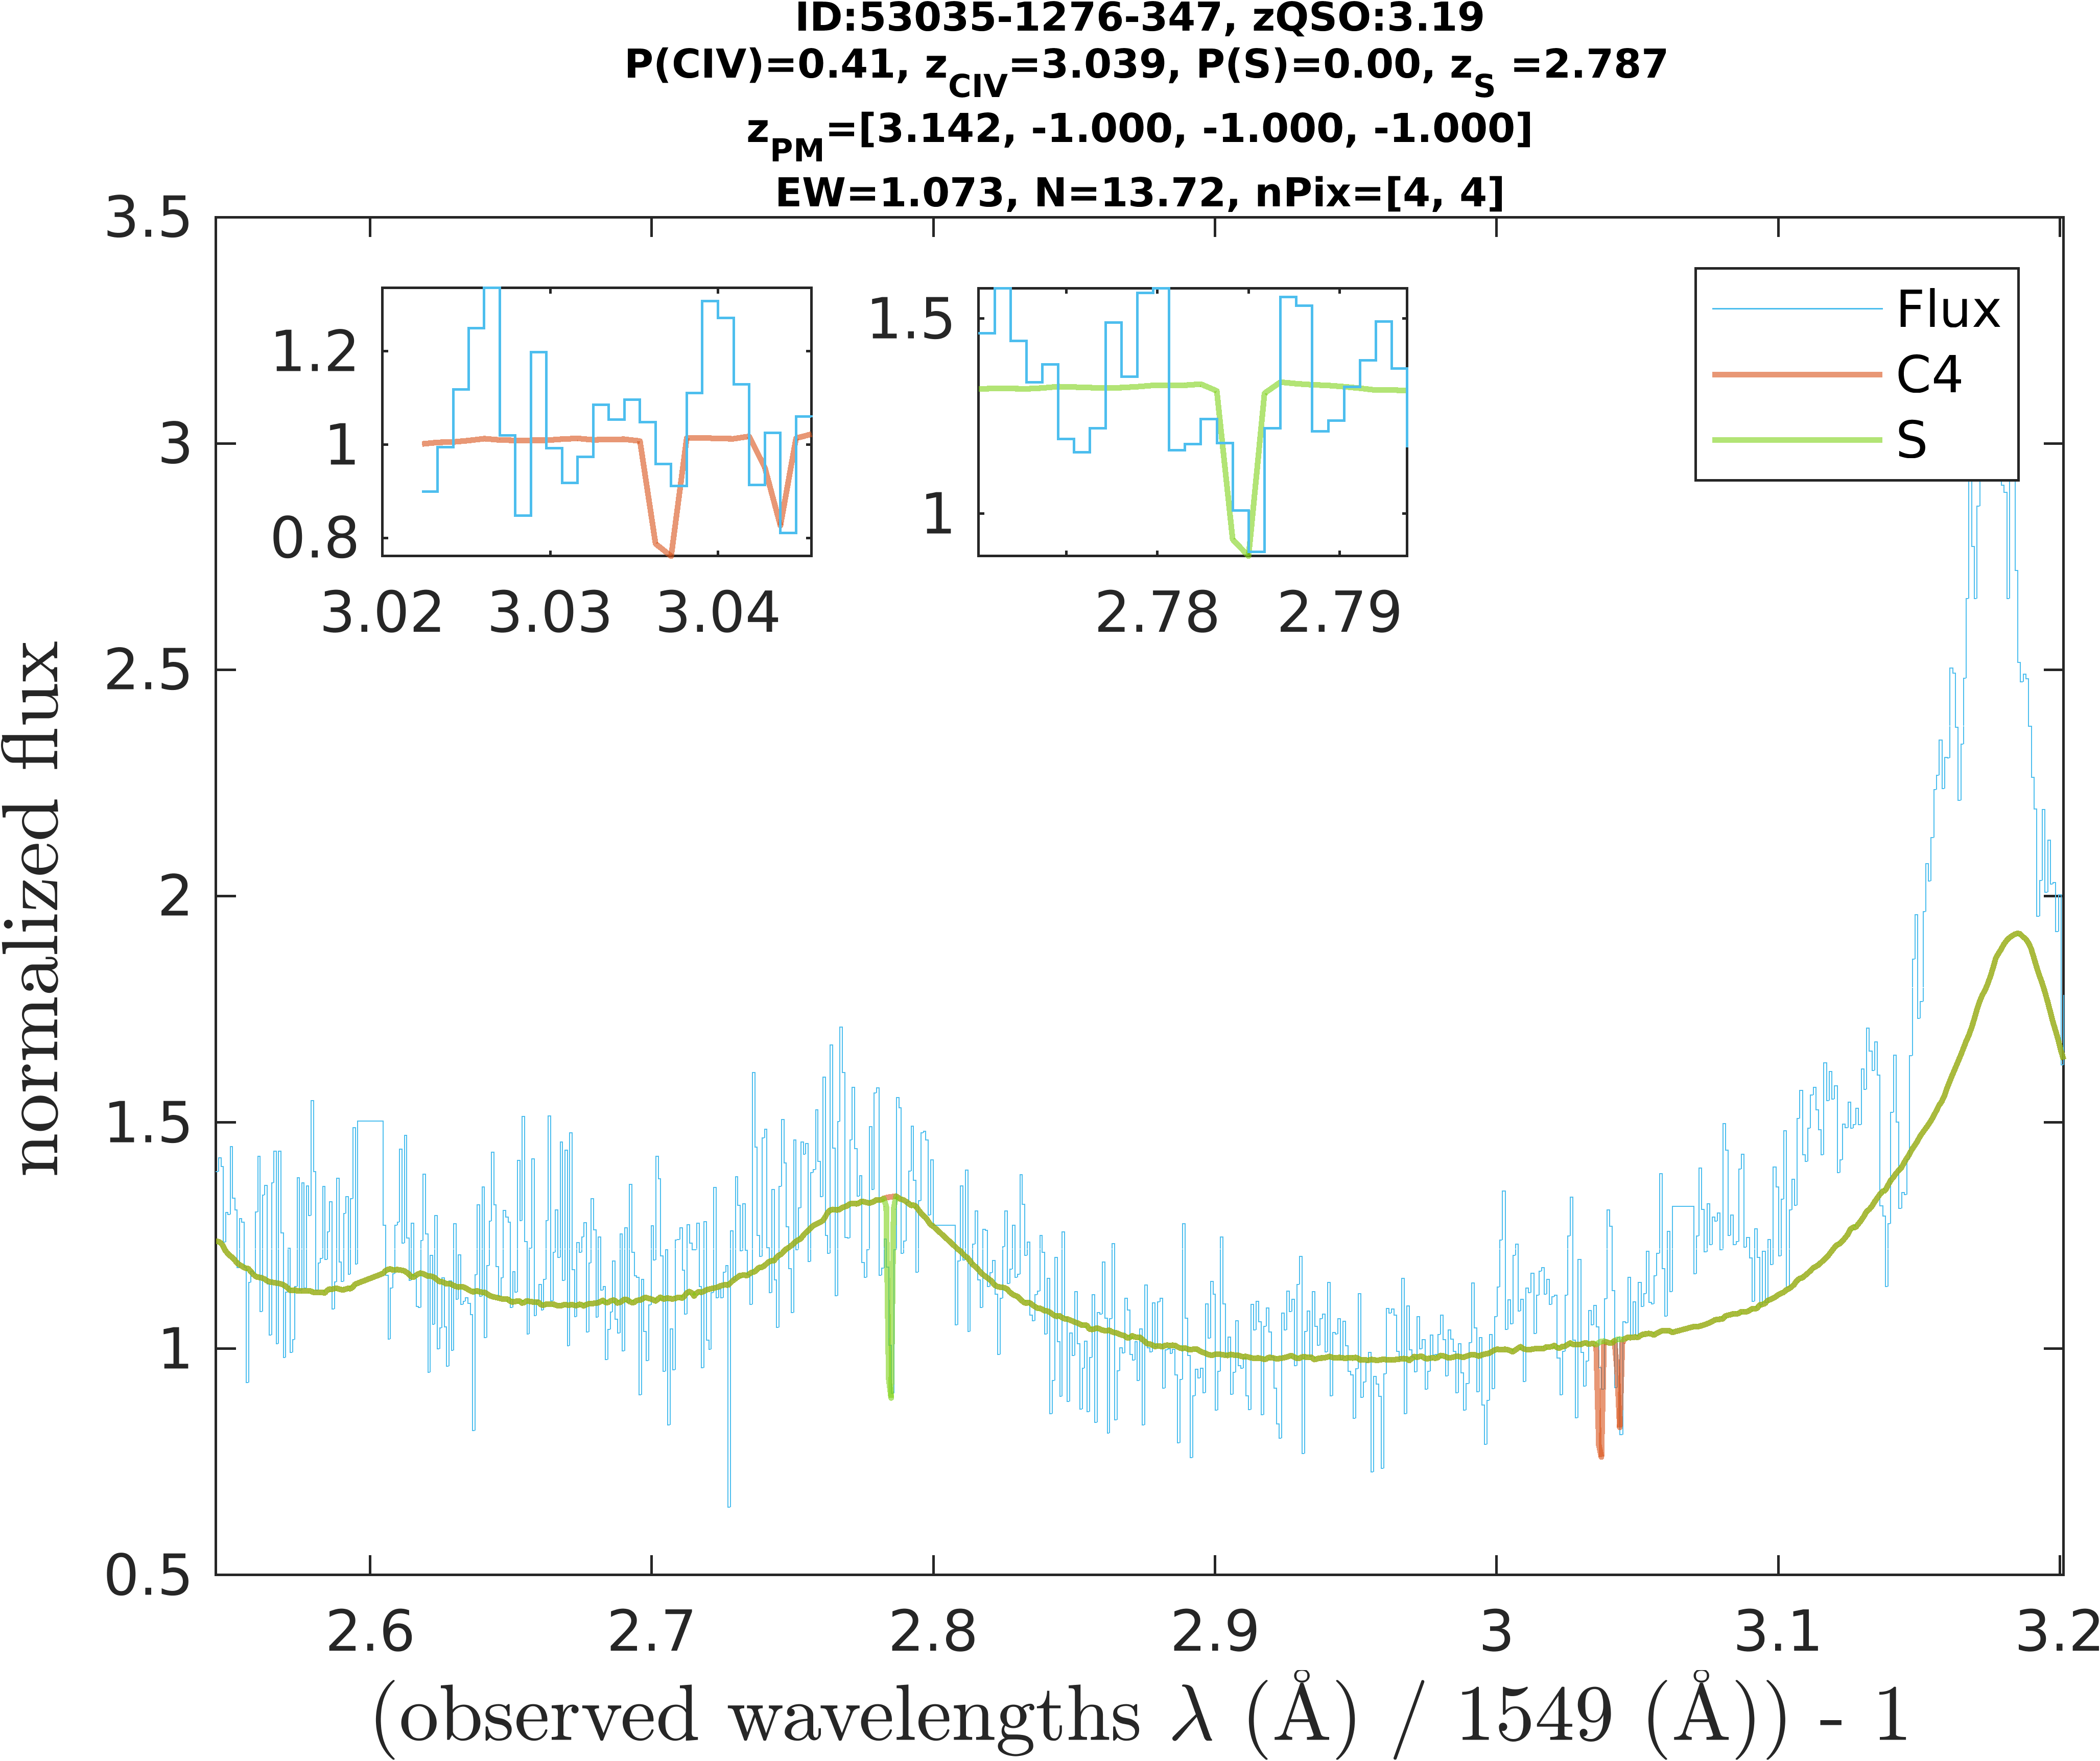 ID:53035-1276-347, zQSO:3.19
P(CIV)=0.41, zCIV=3.039, P(S)=0.00, zS =2.787
zPM=[3.142, -1.000, -1.000, -1.000]
EW=1.073, N=13.72, nPix=[4, 4]
3.5
3
2.5
2
1.5
1
0.5
normalized flux
1.2
1
0.8
3.02 3.03 3.04
1.5
1
2.78 2.79
Flux
C4
S
2.6 2.7 2.8 2.9 3 3.1 3.2
(observed wavelengths λ (Å) / 1549 (Å)) - 1